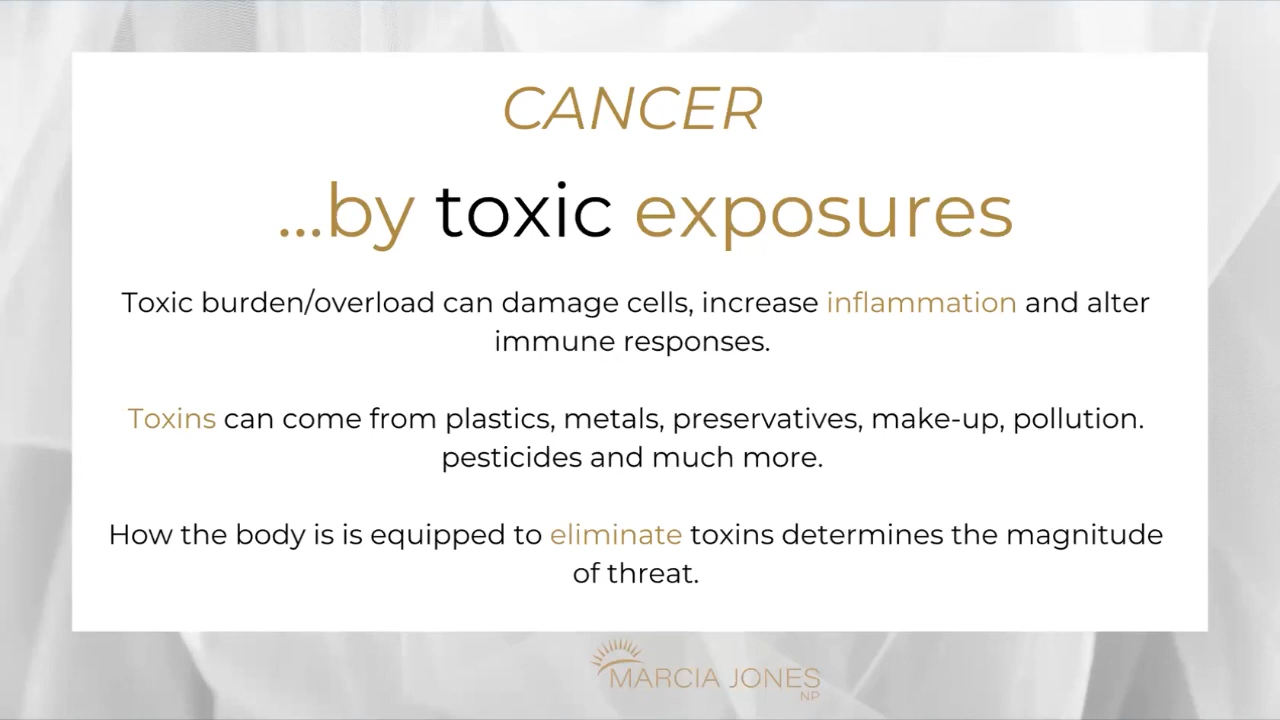 CANCER
...by toxic exposures
Toxic burden/overload can damage cells, increase inflammation and alter
immune responses.
Toxins can come from plastics, metals, preservatives, make-up, pollution.
pesticides and much more.
How the body is is equipped to eliminate toxins determines the magnitude
of threat.
MARCIA JONES
NP